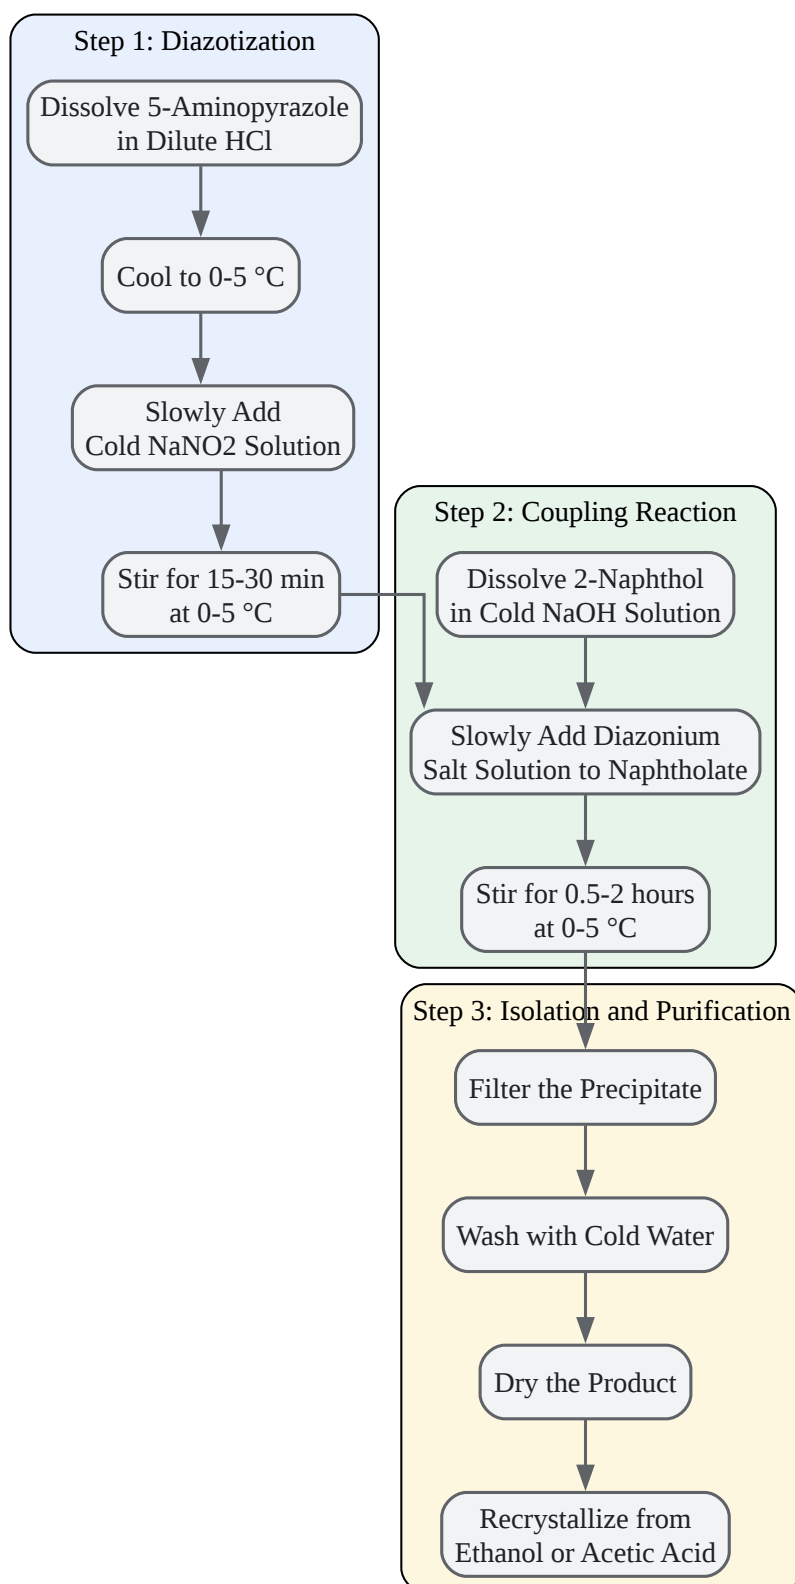 Step 1: Diazotization
Dissolve 5-Aminopyrazole
in Dilute HCl
Cool to 0-5 °C
Slowly Add
Cold NaNO2 Solution
Stir for 15-30 min
at 0-5 °C
Step 2: Coupling Reaction
Dissolve 2-Naphthol
in Cold NaOH Solution
Slowly Add Diazonium
Salt Solution to Naphtholate
Stir for 0.5-2 hours
at 0-5 °C
Step 3: Isolation and Purification
Filter the Precipitate
Wash with Cold Water
Dry the Product
Recrystallize from
Ethanol or Acetic Acid